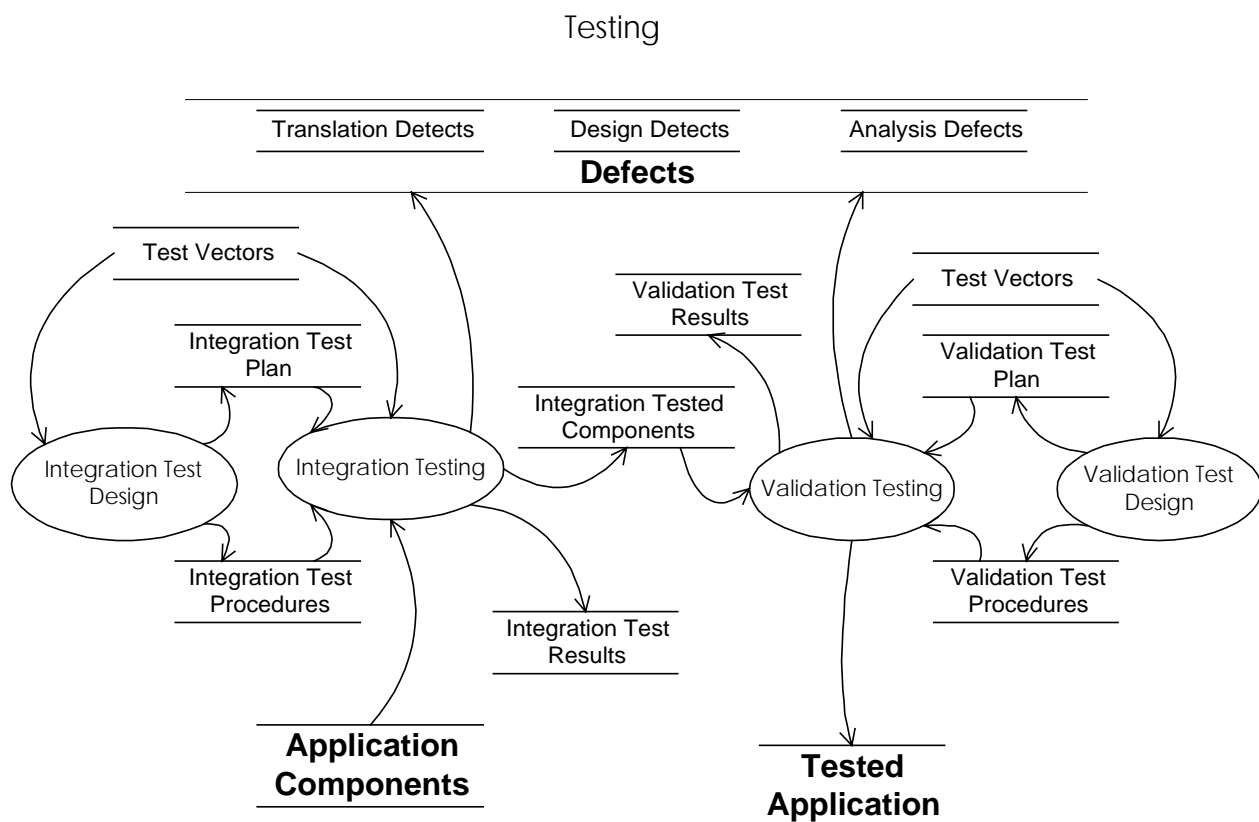 Testing
Translation Detects
Design Detects
Analysis Defects
Defects
Test Vectors
Validation Test
Results
Test Vectors
Integration Test
Plan
Validation Test
Plan
Integration Tested
Components
Integration Test
Design
Integration Testing
Validation Testing
Validation Test
Design
Integration Test
Procedures
Validation Test
Procedures
Integration Test
Results
Application
Components
Tested
Application